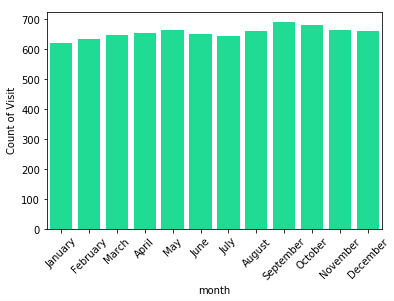 700
600
500
400
300
200
100
0
Count of Visit
January
February
March
April
May
June
July
August
September
October
November
December
month